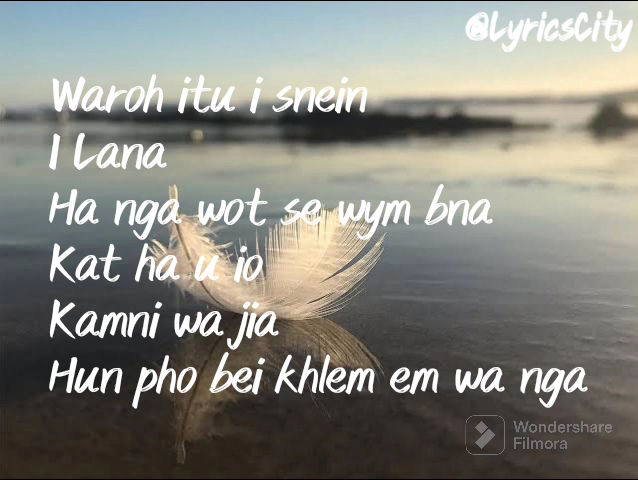 @LyricsCity
Waroh itu i snein
I Lana
Ha nga wot se wym bna
Kat ha u io
Kamni wa jia
Hun pho bei khlem em wa nga
Wondershare
Filmora